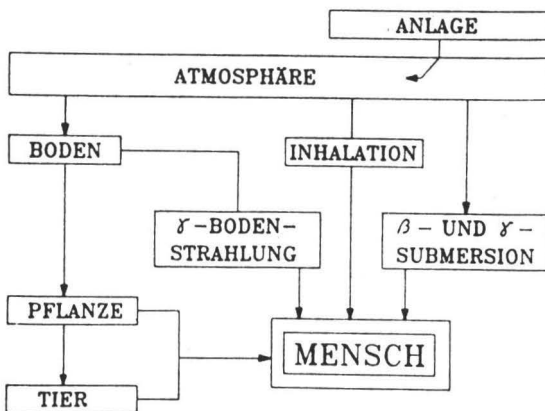 ANLAGE
ATMOSPHÄRE
BODEN
INHALATION
γ-BODEN-
STRAHLUNG
β- UND γ-
SUBMERSION
PFLANZE
MENSCH
TIER